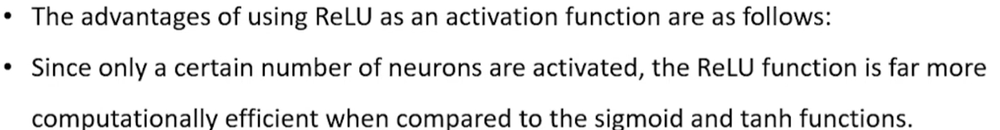 • The advantages of using ReLU as an activation function are as follows:
• Since only a certain number of neurons are activated, the ReLU function is far more
computationally efficient when compared to the sigmoid and tanh functions.